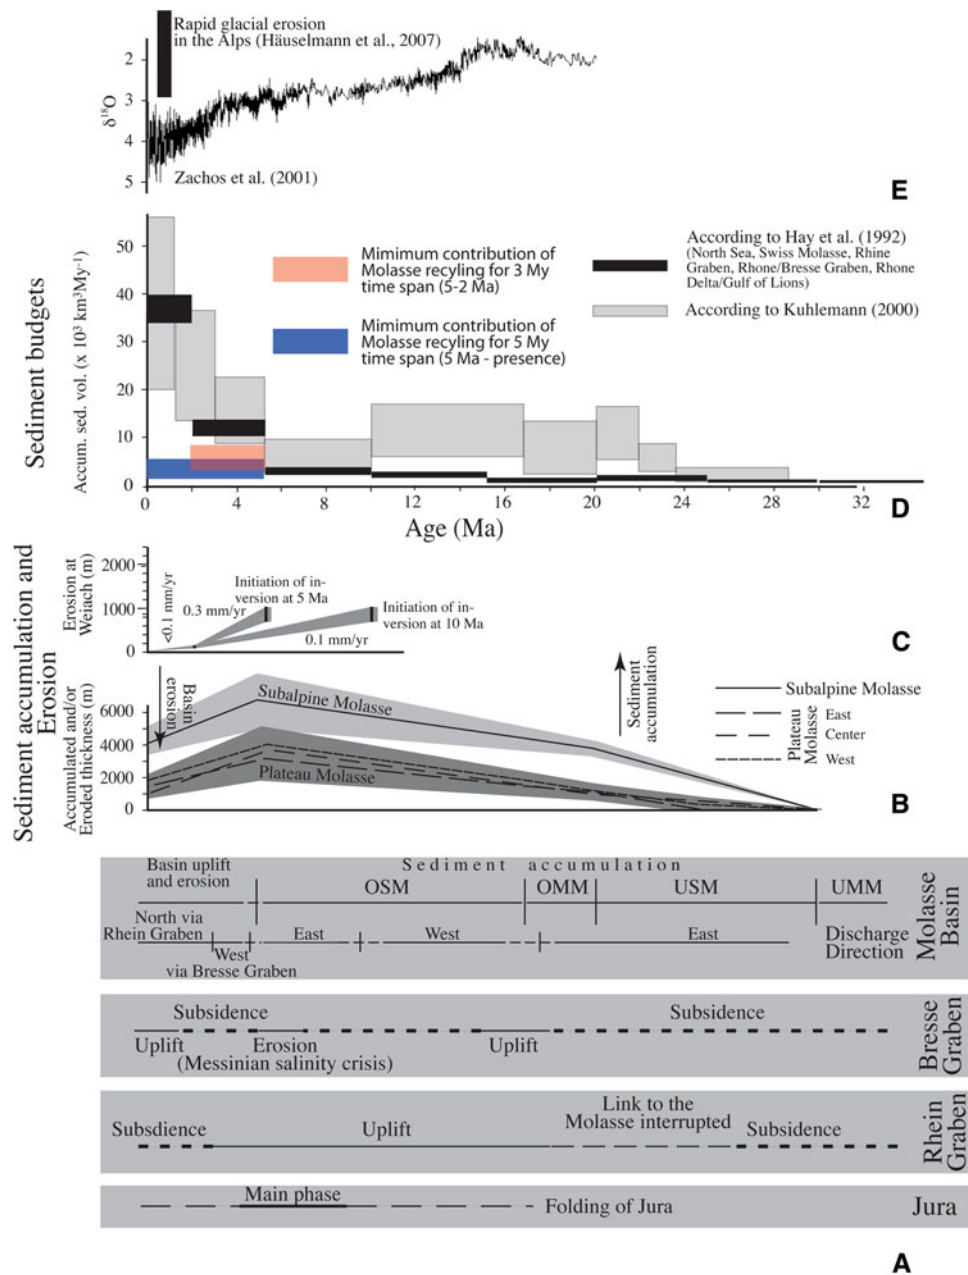 Rapid glacial erosion
in the Alps (Häuselmann et al., 2007)
δ18O
2
3
4
5
Zachos et al. (2001)
E
Sediment budgets
Accum. sed. vol. (x 10³ km³My⁻¹)
50
40
30
20
10
0
Mimimum contribution of
Molasse recyling for 3 My
time span (5-2 Ma)
Mimimum contribution of
Molasse recyling for 5 My
time span (5 Ma - presence)
According to Hay et al. (1992)
(North Sea, Swiss Molasse, Rhine
Graben, Rhone/Bresse Graben, Rhone
Delta/Gulf of Lions)
According to Kuhlemann (2000)
0 4 8 12 16 20 24 28
Age (Ma)
D
Sediment accumulation and
Erosion
Erosion at
Weiach (m)
2000
1000
0
<0.1 mm/yr
0.3 mm/yr
Initiation of in-
version at 5 Ma
0.1 mm/yr
Initiation of in-
version at 10 Ma
C
Accumulated and/or
Eroded thickness (m)
6000
4000
2000
0
Basin
erosion
Subalpine Molasse
Plateau Molasse
Sediment
accumulation
Subalpine Molasse
Plateau
Molasse
East
Center
West
B
Basin uplift
and erosion
Sediment accumulation
OSM
OMM
USM
UMM
North via
Rhein Graben
West
via Bresse Graben
East
West
East
Discharge
Direction
Molasse
Basin
Subsidence
Subsidence
Uplift
Erosion
Uplift
(Messinian salinity crisis)
Bresse
Graben
Subsdience
Uplift
Link to the
Molasse interrupted
Subsidence
Rhein
Graben
Main phase
Folding of Jura
Jura
A